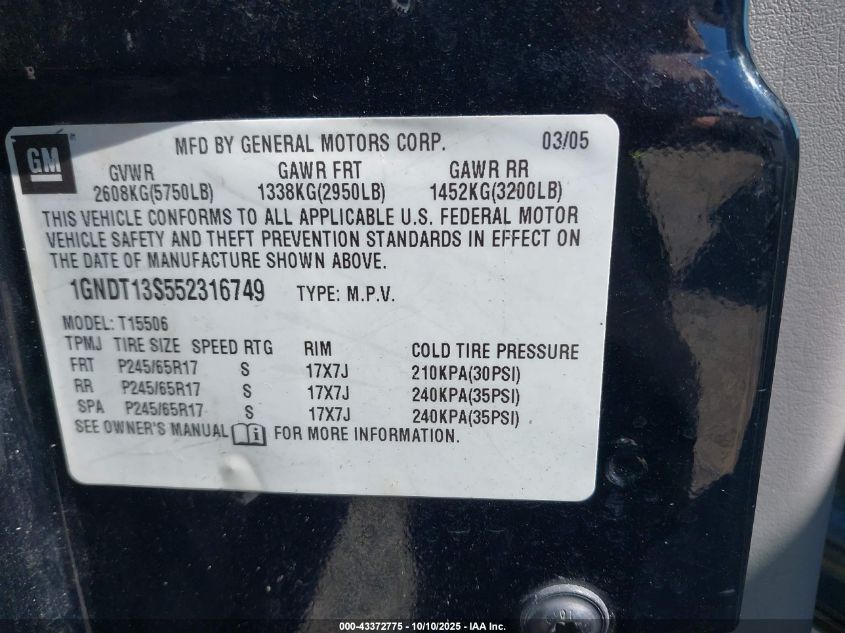 GM
MFD BY GENERAL MOTORS CORP. 03/05
GVWR GAWR FRT GAWR RR
2608KG(5750LB) 1338KG(2950LB) 1452KG(3200LB)
THIS VEHICLE CONFORMS TO ALL APPLICABLE U.S. FEDERAL MOTOR
VEHICLE SAFETY AND THEFT PREVENTION STANDARDS IN EFFECT ON
THE DATE OF MANUFACTURE SHOWN ABOVE.
1GNDT13S552316749 TYPE: M.P.V.
MODEL: T15506
TPMJ TIRE SIZE SPEED RTG RIM COLD TIRE PRESSURE
FRT P245/65R17 S 17X7J 210KPA(30PSI)
RR P245/65R17 S 17X7J 240KPA(35PSI)
SPA P245/65R17 S 17X7J 240KPA(35PSI)
SEE OWNER'S MANUAL i FOR MORE INFORMATION.
000-43372775 - 10/10/2025 - IAA Inc.